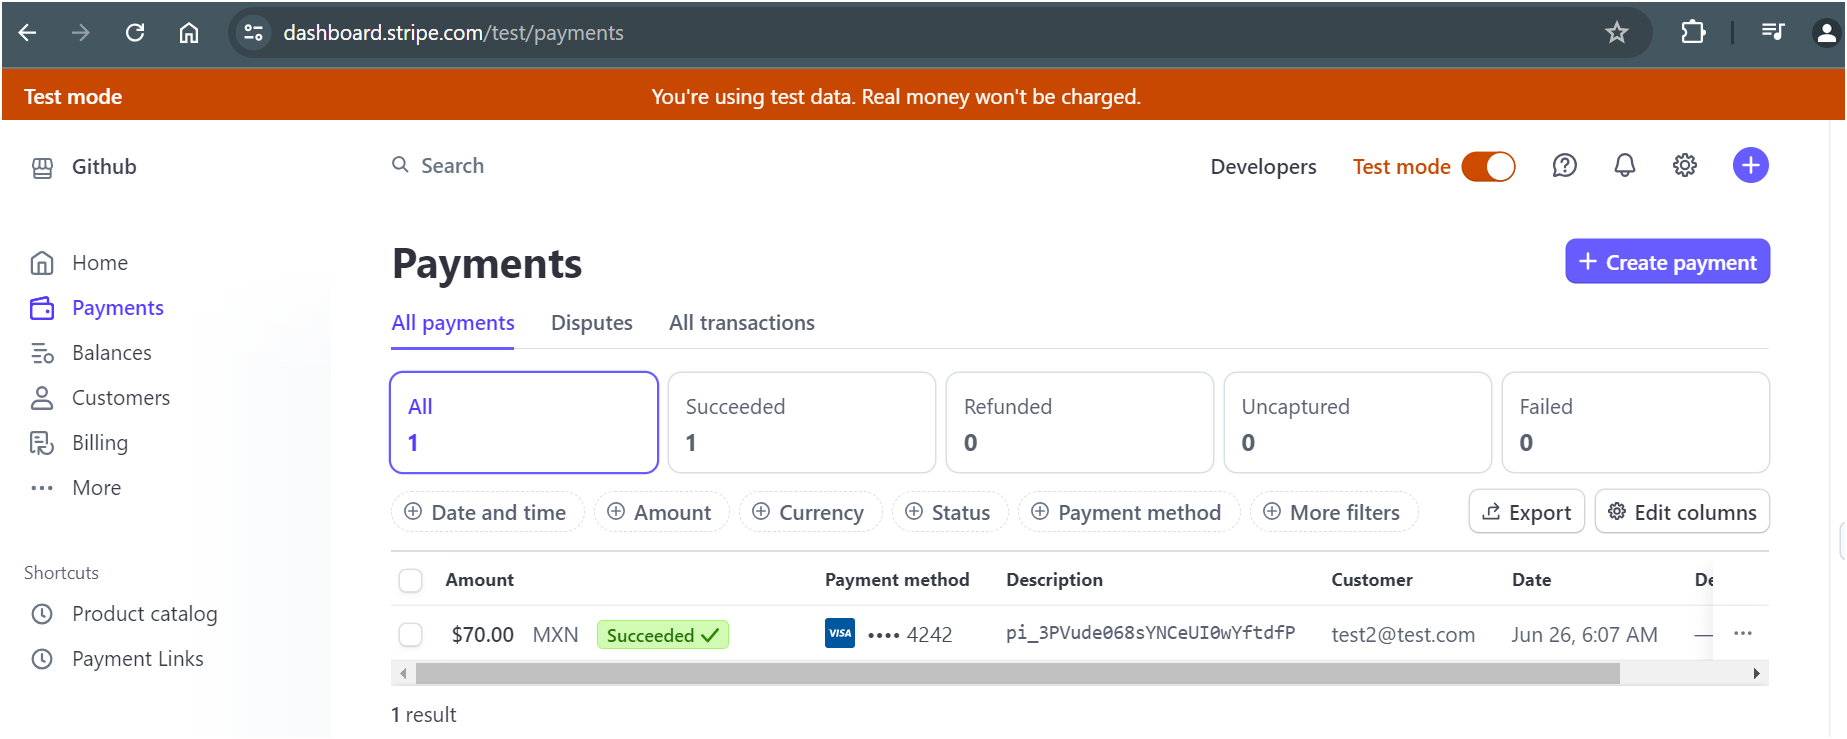 dashboard.stripe.com/test/payments
Test mode
You're using test data. Real money won't be charged.
Github
Search
Developers
Test mode
Home
Payments
Balances
Customers
Billing
More
Shortcuts
Product catalog
Payment Links
Payments
+ Create payment
All payments
Disputes
All transactions
All
1
Succeeded
1
Refunded
0
Uncaptured
0
Failed
0
Date and time
Amount
Currency
Status
Payment method
More filters
Export
Edit columns
Amount Payment method Description Customer Date De
$70.00 MXN Succeeded ✓ VISA •••• 4242 pi_3PVude068sYNCeUI0wYftdfP test2@test.com Jun 26, 6:07 AM —
1 result